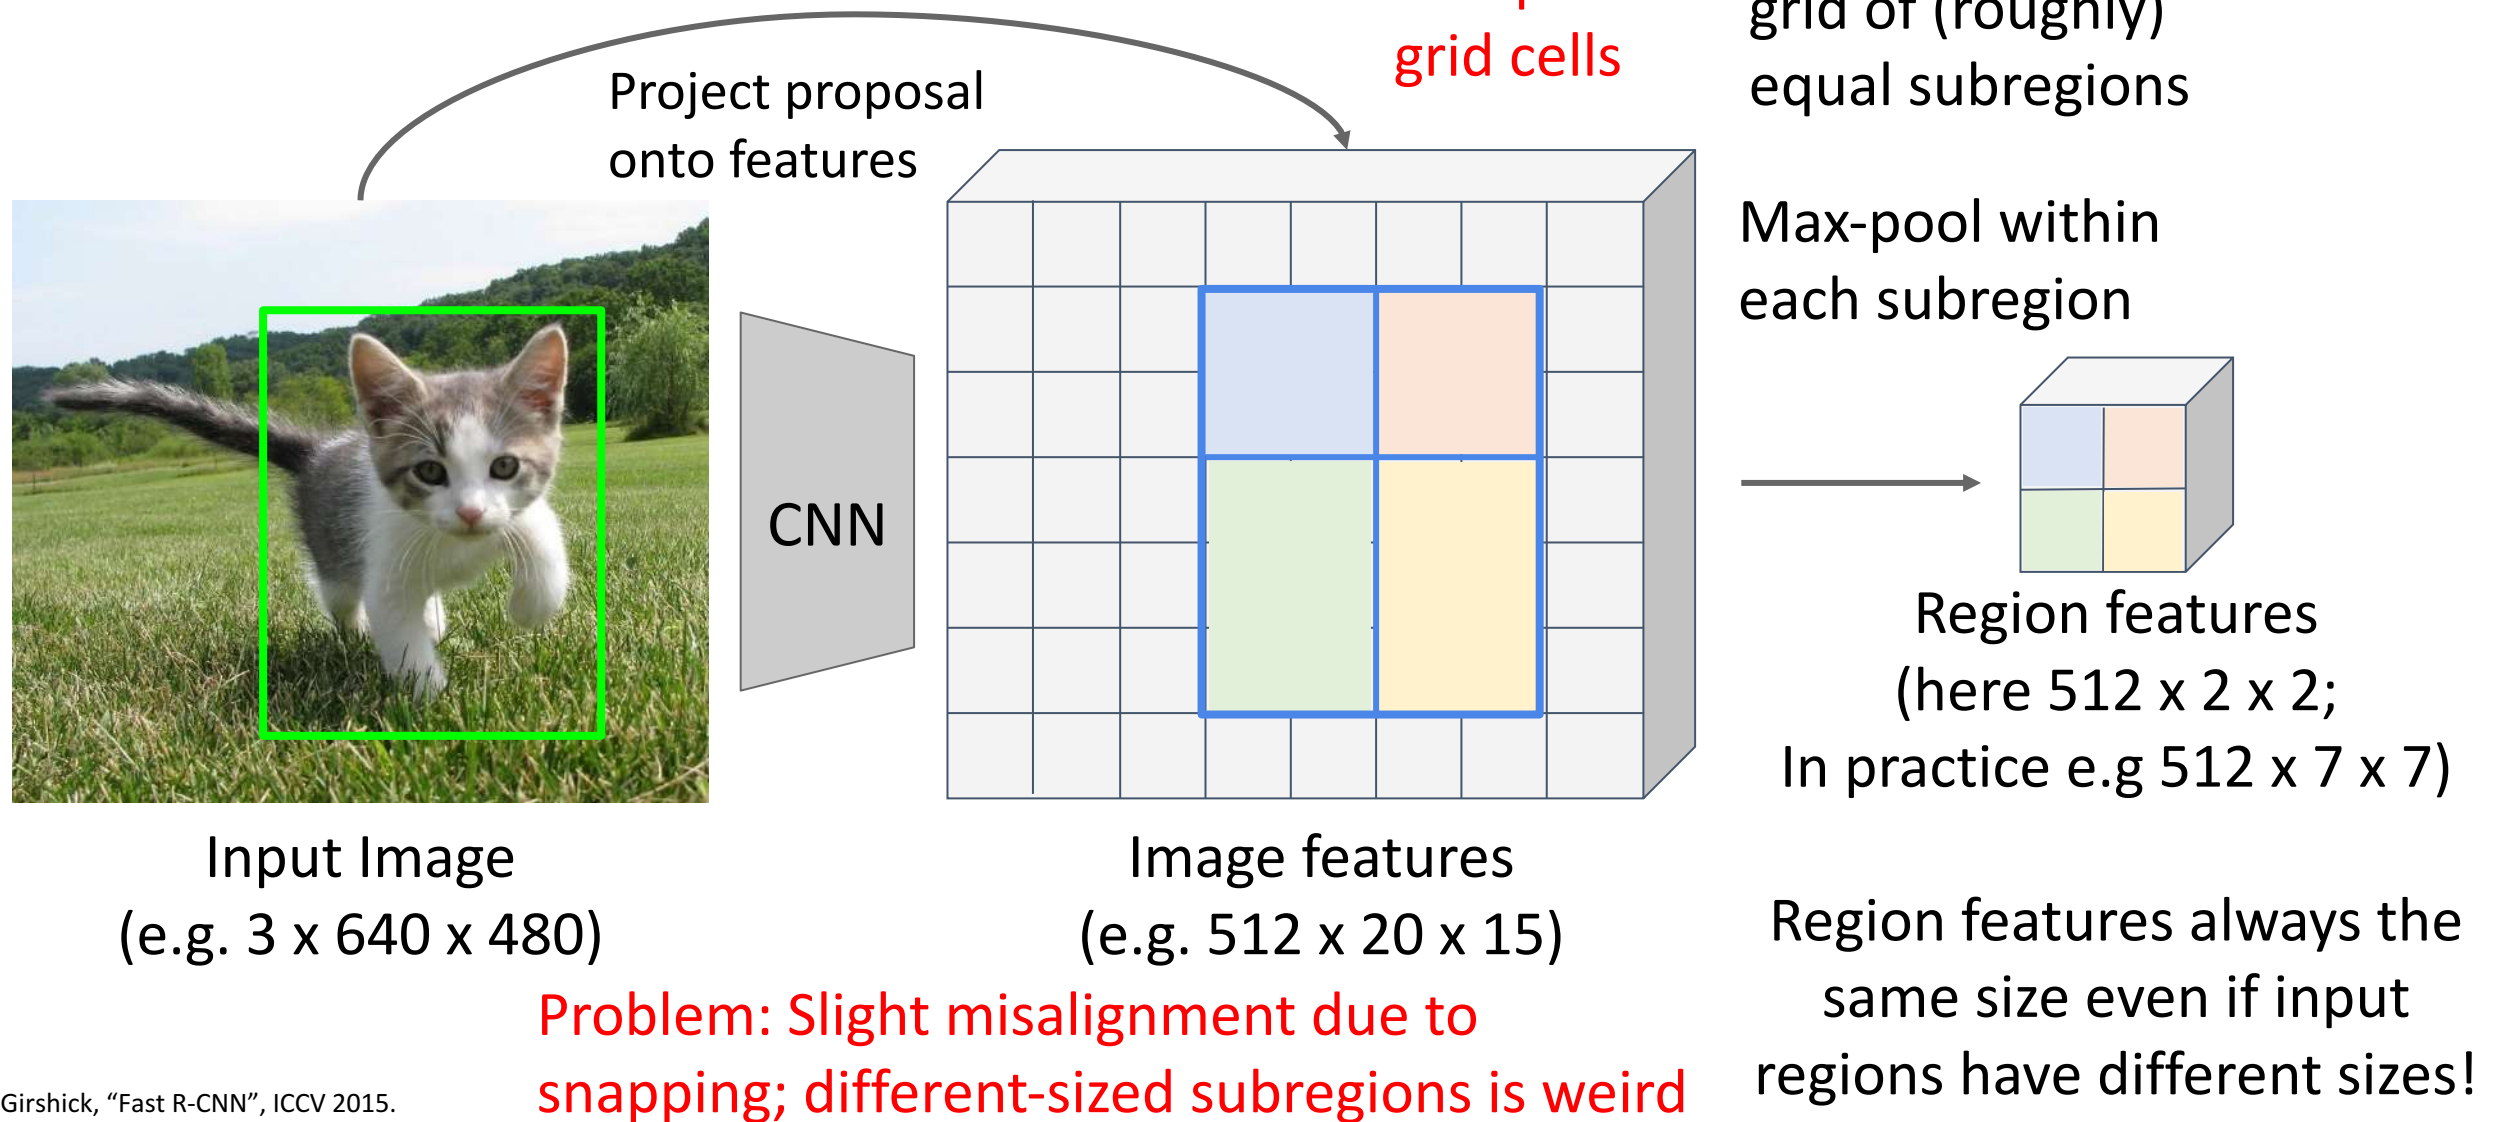 grid cells
grid of (roughly)
equal subregions
Project proposal
onto features
Max-pool within
each subregion
CNN
Region features
(here 512 x 2 x 2;
In practice e.g 512 x 7 x 7)
Input Image
(e.g. 3 x 640 x 480)
Image features
(e.g. 512 x 20 x 15)
Region features always the
same size even if input
regions have different sizes!
Problem: Slight misalignment due to
snapping; different-sized subregions is weird
Girshick, “Fast R-CNN”, ICCV 2015.